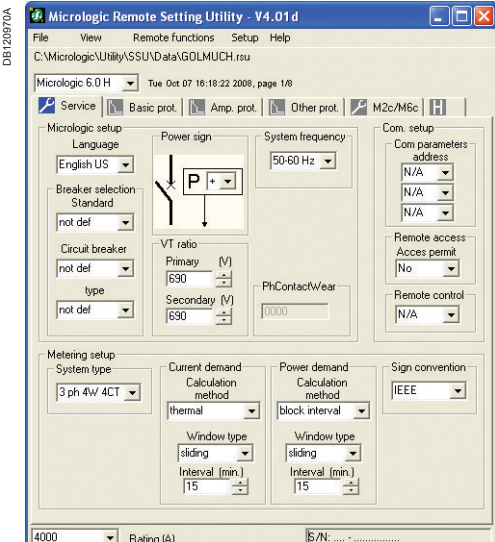 DB120970A
Micrologic Remote Setting Utility - V4.01d
File View Remote functions Setup Help
C:\Micrologic\Utility\SSU\Data\GOLMUCH.rsu
Micrologic 6.0 H Tue Oct 07 16:18:22 2008, page 1/8
Service Basic prot. Amp. prot. Other prot. M2c/M6c H
Micrologic setup
Language
English US
Breaker selection
Standard
not def
Circuit breaker
not def
type
not def
Power sign
P +
VT ratio
Primary (V)
690
Secondary (V)
690
System frequency
50-60 Hz
PhContactWear
0000
Com. setup
Com parameters
address
N/A
N/A
N/A
Remote access
Acces permit
No
Remote control
N/A
Metering setup
System type
3 ph 4W 4CT
Current demand
Calculation
method
thermal
Window type
sliding
Interval (min.)
15
Power demand
Calculation
method
block interval
Window type
sliding
Interval (min.)
15
Sign convention
IEEE
4000 Rating (A) S/N: .... - ................